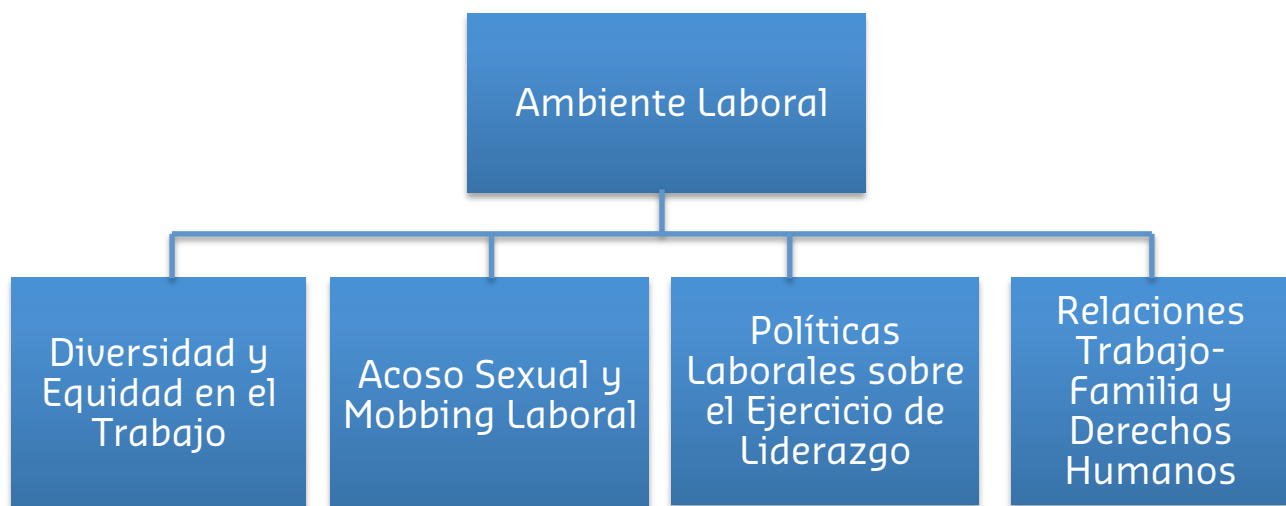 Ambiente Laboral
Diversidad y
Equidad en el
Trabajo
Acoso Sexual y
Mobbing Laboral
Políticas
Laborales sobre
el Ejercicio de
Liderazgo
Relaciones
Trabajo-
Familia y
Derechos
Humanos